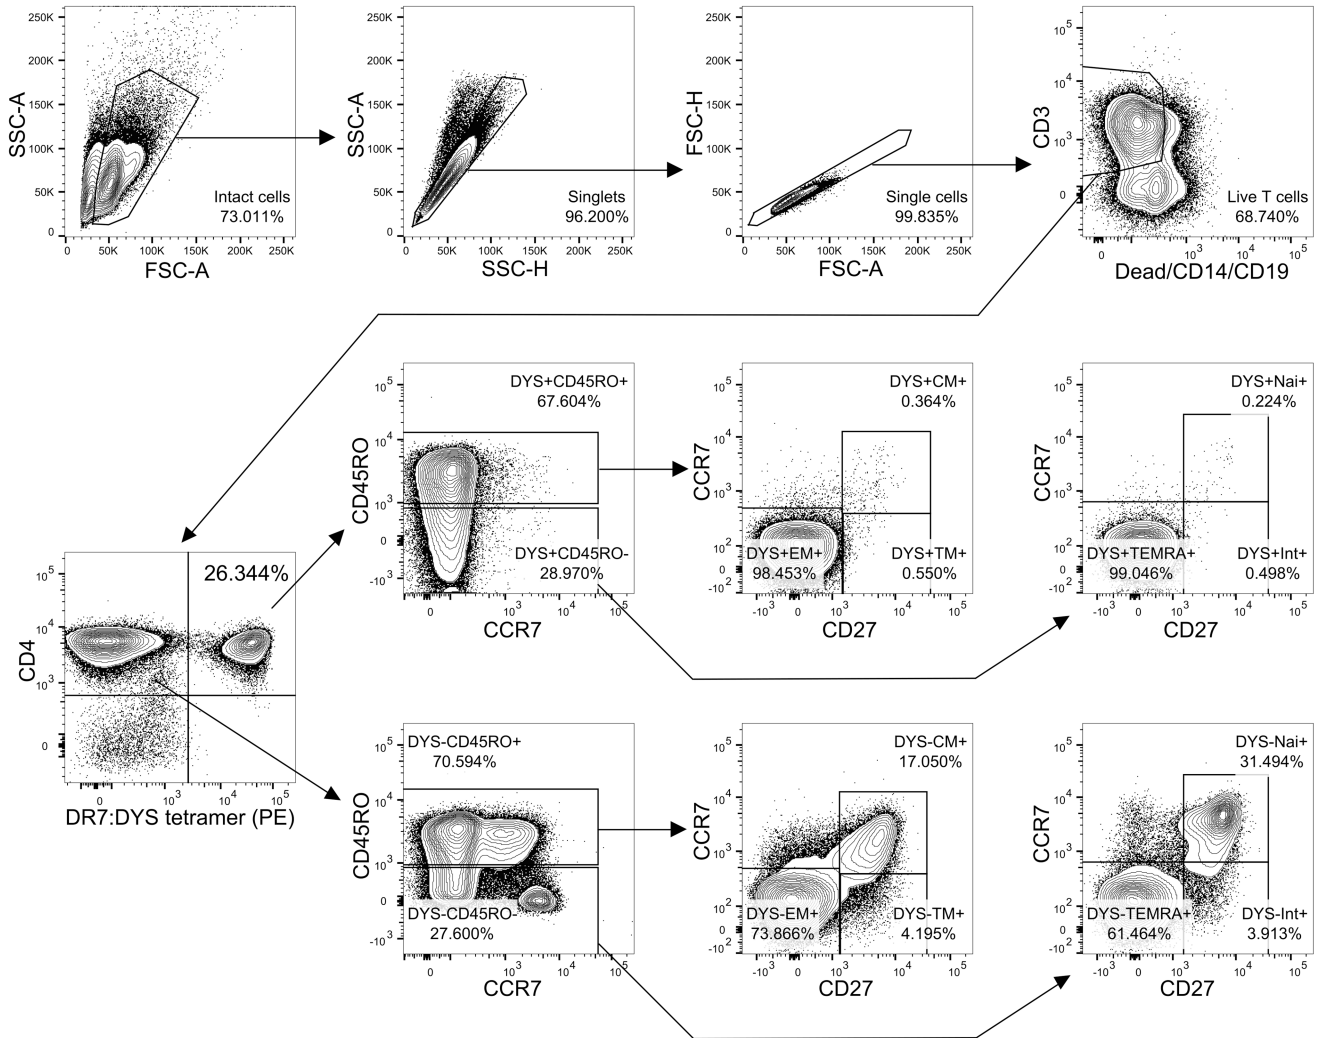 250K
200K
150K
100K
50K
0
SSC-A
Intact cells
73.011%
0 50K 100K 150K 200K 250K
FSC-A
250K
200K
150K
100K
50K
0
SSC-A
Singlets
96.200%
0 50K 100K 150K 200K 250K
SSC-H
250K
200K
150K
100K
50K
0
FSC-H
Single cells
99.835%
0 50K 100K 150K 200K 250K
FSC-A
10^5
10^4
10^3
0
CD3
Live T cells
68.740%
0 10^3 10^4 10^5
Dead/CD14/CD19
10^5
10^4
10^3
0
CD4
26.344%
0 10^3 10^4 10^5
DR7:DYS tetramer (PE)
10^5
10^4
10^3
0
-10^3
CD45RO
DYS+CD45RO+
67.604%
DYS+CD45RO-
28.970%
0 10^3 10^4 10^5
CCR7
10^5
10^4
10^3
10^2
0
-10^2
CCR7
DYS+CM+
0.364%
DYS+EM+
98.453%
DYS+TM+
0.550%
-10^3 0 10^3 10^4 10^5
CD27
10^5
10^4
10^3
10^2
0
-10^2
CCR7
DYS+Nai+
0.224%
DYS+TEMRA+
99.046%
DYS+Int+
0.498%
-10^3 0 10^3 10^4 10^5
CD27
10^5
10^4
10^3
0
-10^3
CD45RO
DYS-CD45RO+
70.594%
DYS-CD45RO-
27.600%
0 10^3 10^4 10^5
CCR7
10^5
10^4
10^3
10^2
0
-10^2
CCR7
DYS-CM+
17.050%
DYS-EM+
73.866%
DYS-TM+
4.195%
-10^3 0 10^3 10^4 10^5
CD27
10^5
10^4
10^3
10^2
0
-10^2
CCR7
DYS-Nai+
31.494%
DYS-TEMRA+
61.464%
DYS-Int+
3.913%
-10^3 0 10^3 10^4 10^5
CD27